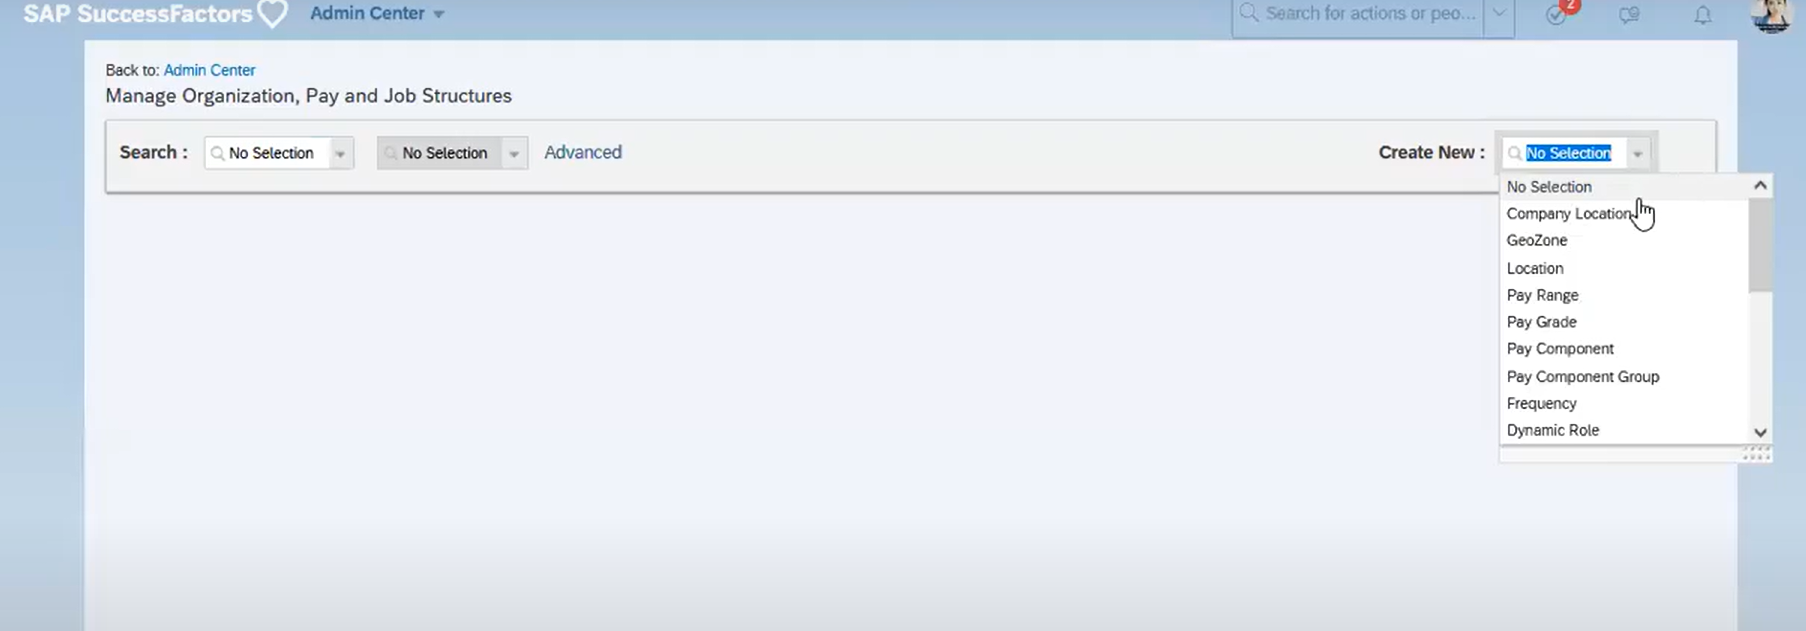 SAP SuccessFactors Admin Center Search for actions or peo... 2
Back to: Admin Center
Manage Organization, Pay and Job Structures
Search : No Selection No Selection Advanced Create New : No Selection
No Selection
Company Location
GeoZone
Location
Pay Range
Pay Grade
Pay Component
Pay Component Group
Frequency
Dynamic Role